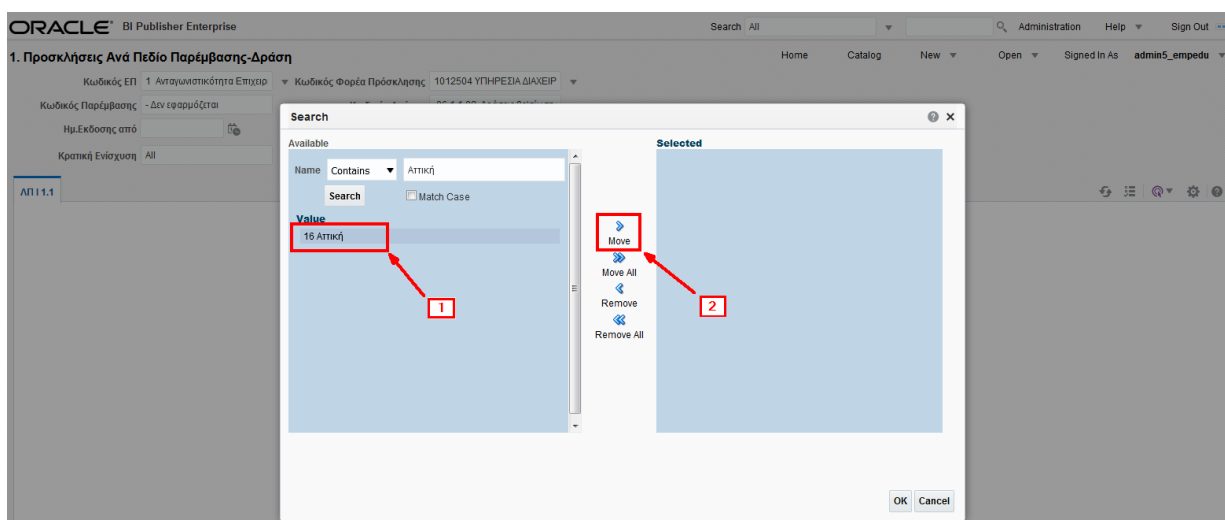 ORACLE BI Publisher Enterprise Search All Administration Help Sign Out
1. Προσκλήσεις Ανά Πεδίο Παρέμβασης-Δράση Home Catalog New Open Signed In As admin5_empedu
Κωδικός ΕΠ 1 Ανταγωνιστικότητα Επιχειρ Κωδικός Φορέα Πρόσκλησης 1012504 ΥΠΗΡΕΣΙΑ ΔΙΑΧΕΙΡ
Κωδικός Παρέμβασης - Δεν εφαρμόζεται
Ημ.Εκδοσης από
Κρατική Ενίσχυση All
ΛΠ Ι 1.1
Search
Available Selected
Name Contains Αττική
Search Match Case
Value
16 Αττική
Move
Move All
Remove
Remove All
1
2
OK Cancel